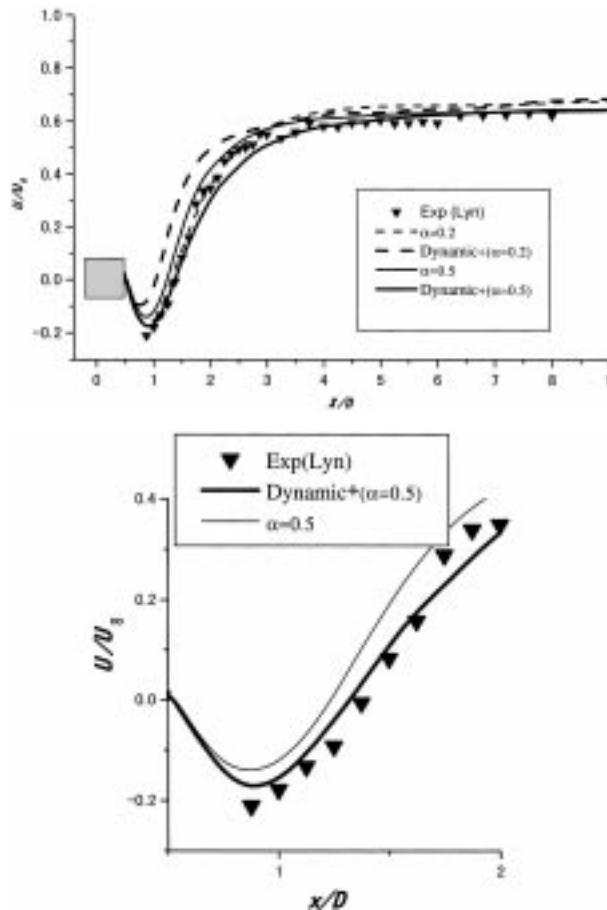 1.0
0.8
0.6
0.4
0.2
0.0
-0.2
Exp (Lyn)
α=0.2
Dynamic+(α=0.2)
α=0.5
Dynamic+(α=0.5)
0 1 2 3 4 5 6 7 8 9
x/D
Exp(Lyn)
Dynamic+(α=0.5)
α=0.5
0.4
0.2
0.0
-0.2
U/U∞
1 2
x/D